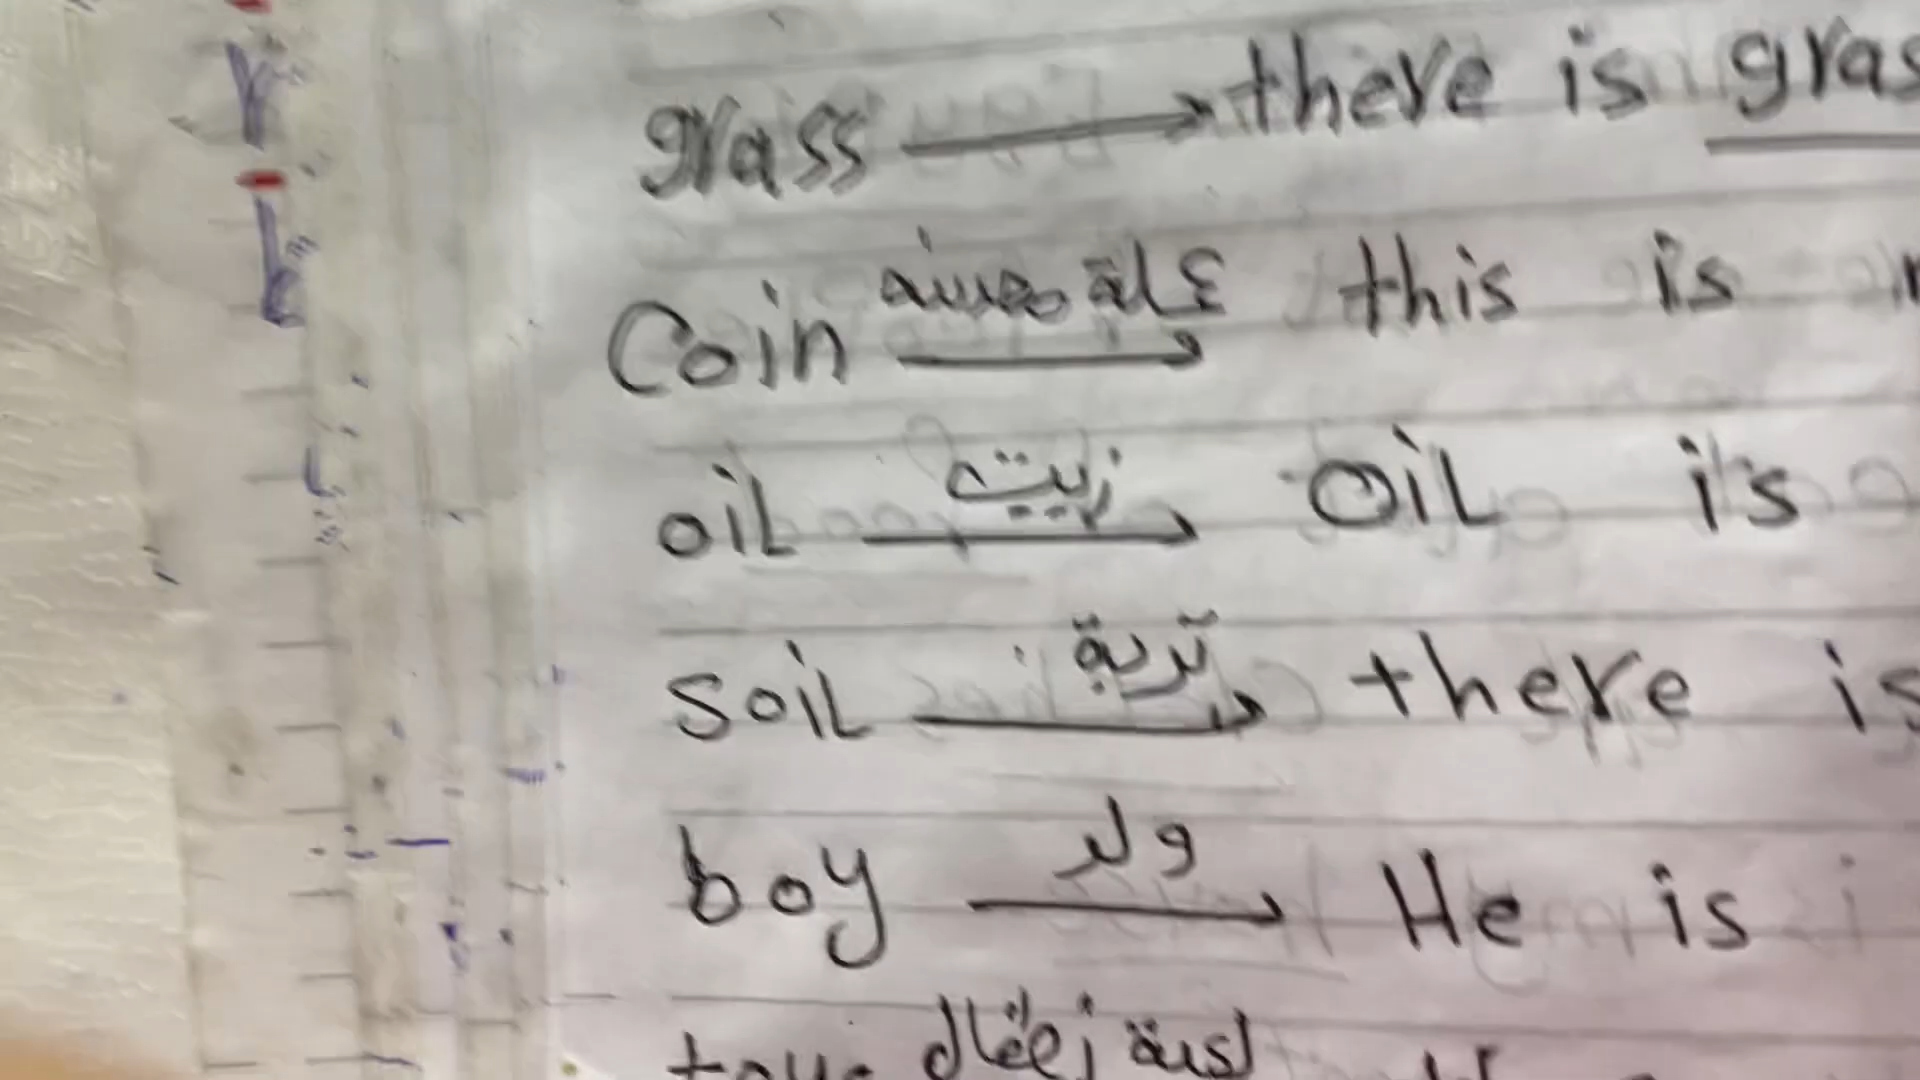 grass → there is gras
Coin عملة معدنية → this is
oil زيت → Oil is
soil تربة → there is
boy ولد → He is
toy لعبة أطفال